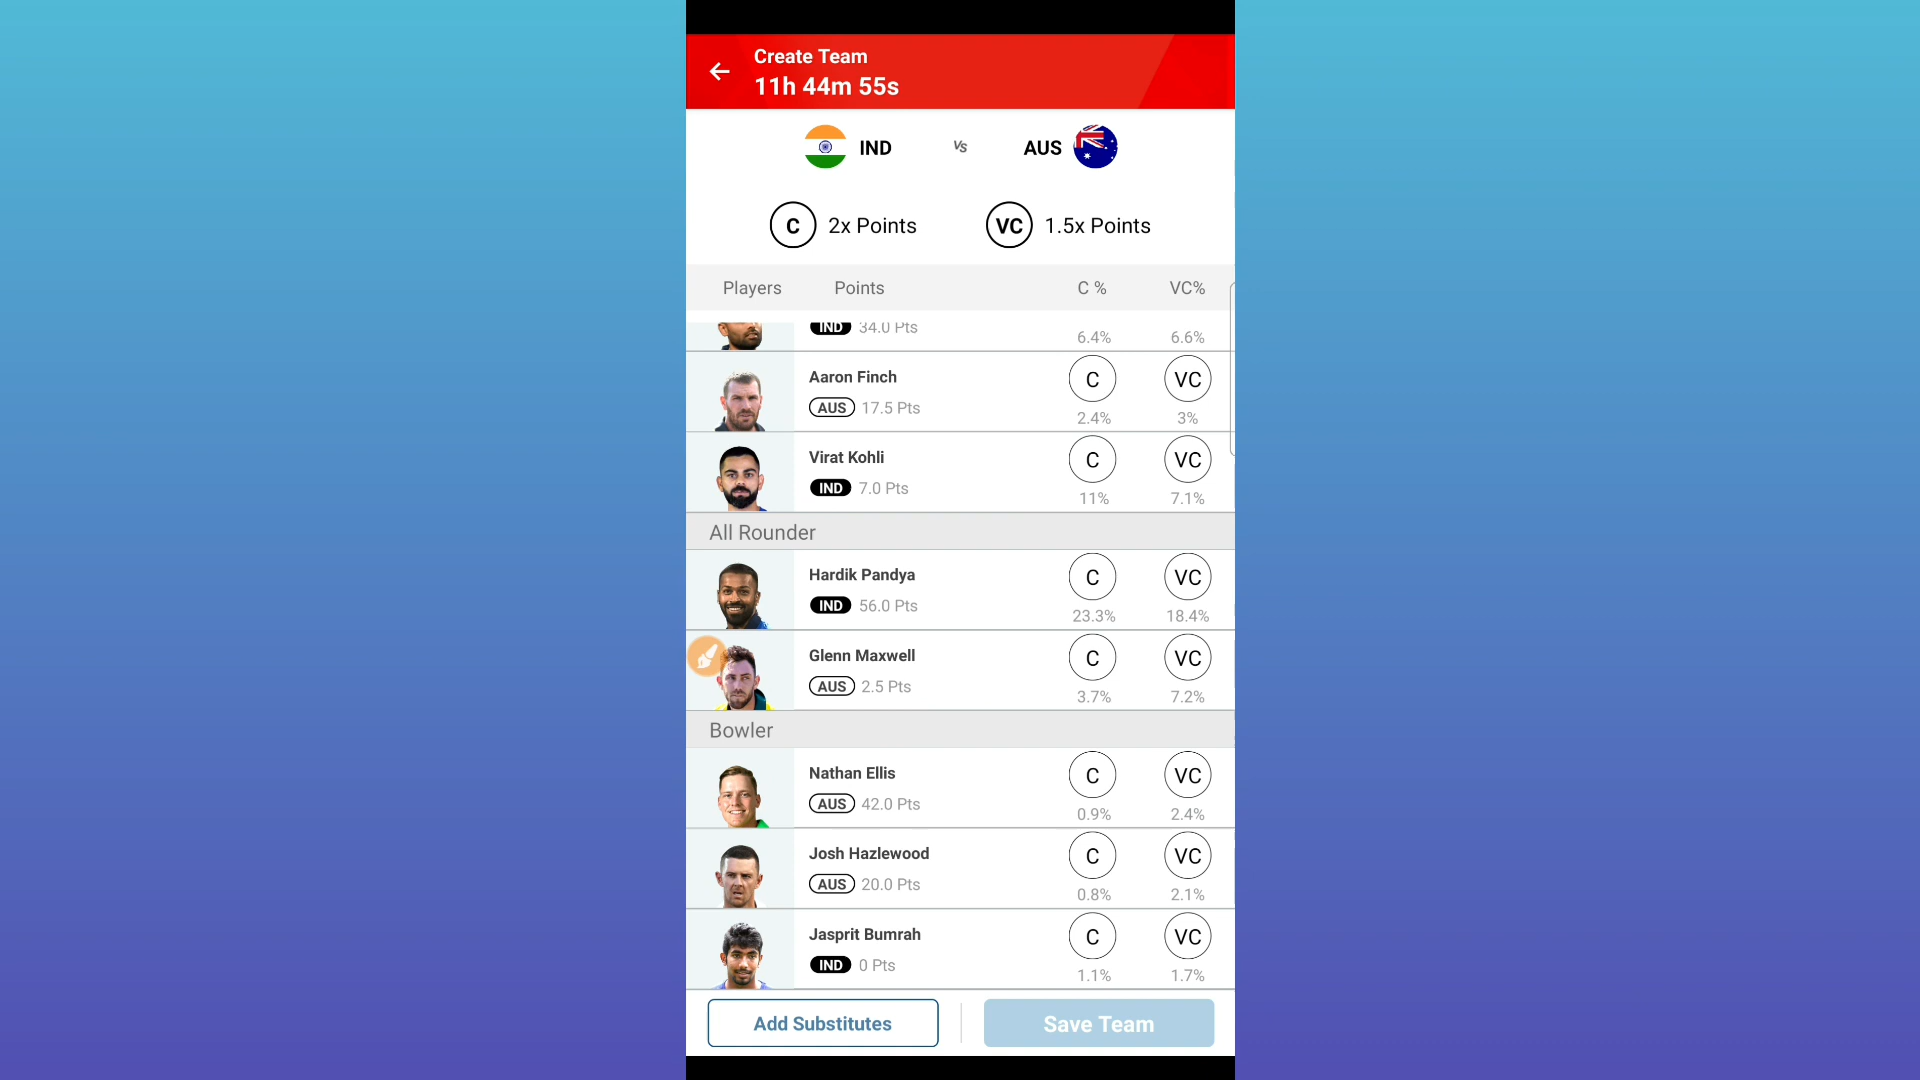 Create Team
11h 44m 55s
IND Vs AUS
C 2x Points VC 1.5x Points
Players Points C % VC%
IND 34.0 Pts 6.4% 6.6%
Aaron Finch C VC
AUS 17.5 Pts 2.4% 3%
Virat Kohli C VC
IND 7.0 Pts 11% 7.1%
All Rounder
Hardik Pandya C VC
IND 56.0 Pts 23.3% 18.4%
Glenn Maxwell C VC
AUS 2.5 Pts 3.7% 7.2%
Bowler
Nathan Ellis C VC
AUS 42.0 Pts 0.9% 2.4%
Josh Hazlewood C VC
AUS 20.0 Pts 0.8% 2.1%
Jasprit Bumrah C VC
IND 0 Pts 1.1% 1.7%
Add Substitutes Save Team